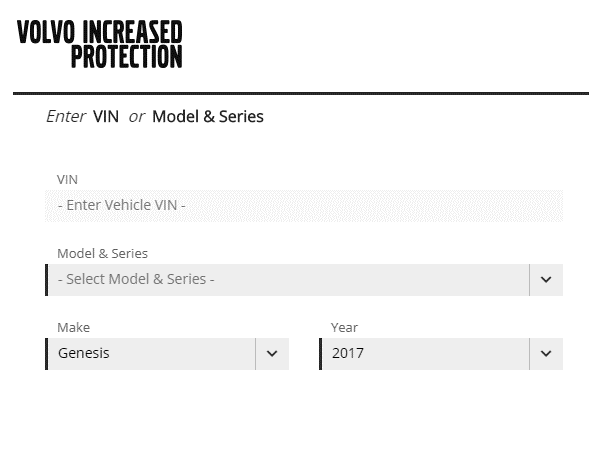 VOLVO INCREASED
PROTECTION
Enter VIN or Model & Series
VIN
- Enter Vehicle VIN -
Model & Series
- Select Model & Series -
Make Year
Genesis 2017